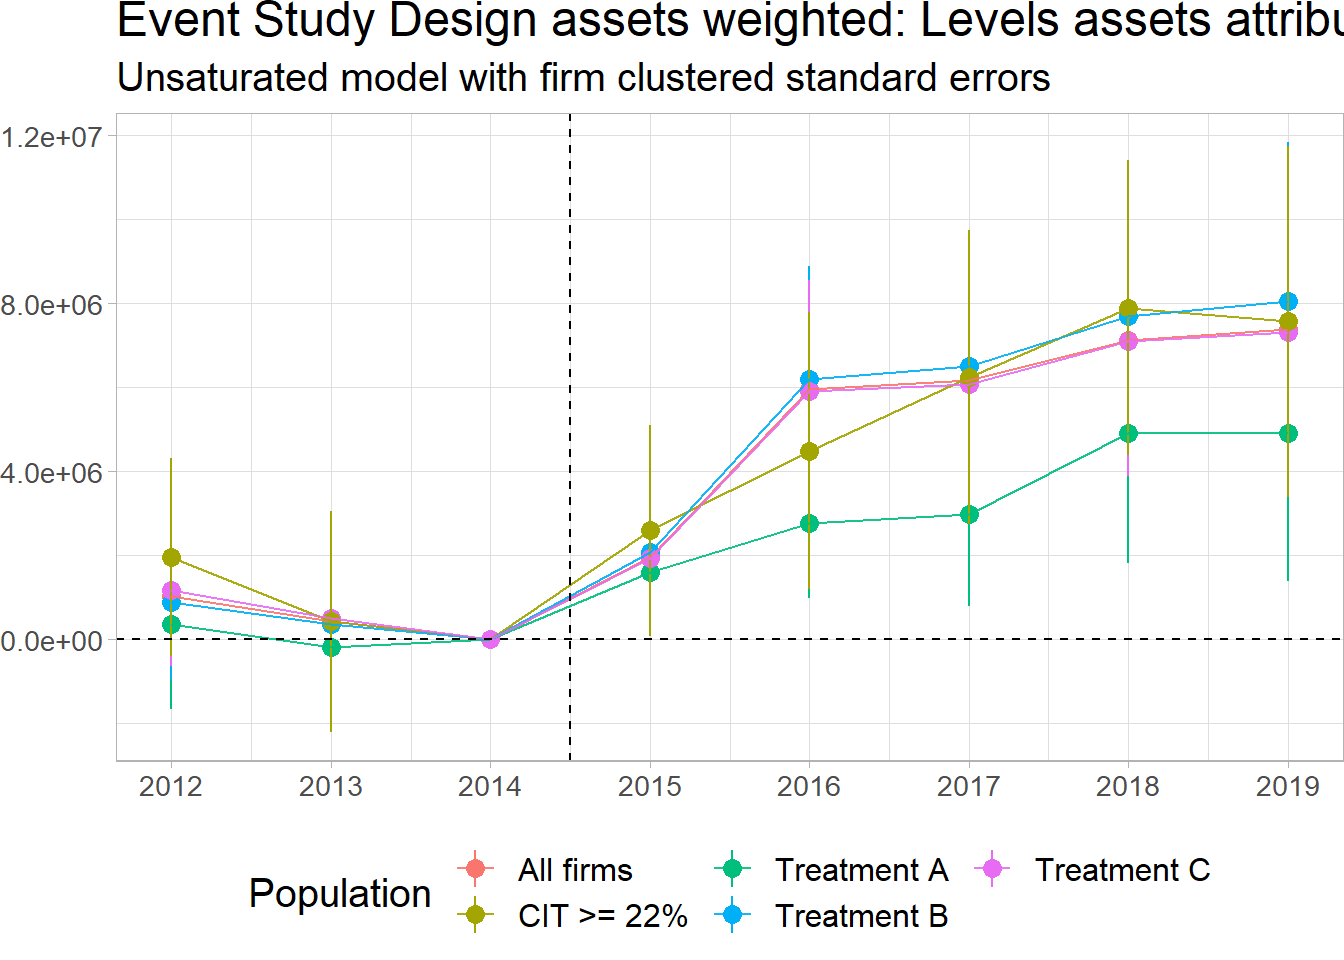 Event Study Design assets weighted: Levels assets
Unsaturated model with firm clustered standard errors
1.2e+07
8.0e+06
4.0e+06
0.0e+00
2012 2013 2014 2015 2016 2017 2018 2019
Population
All firms Treatment A Treatment C
CIT >= 22% Treatment B